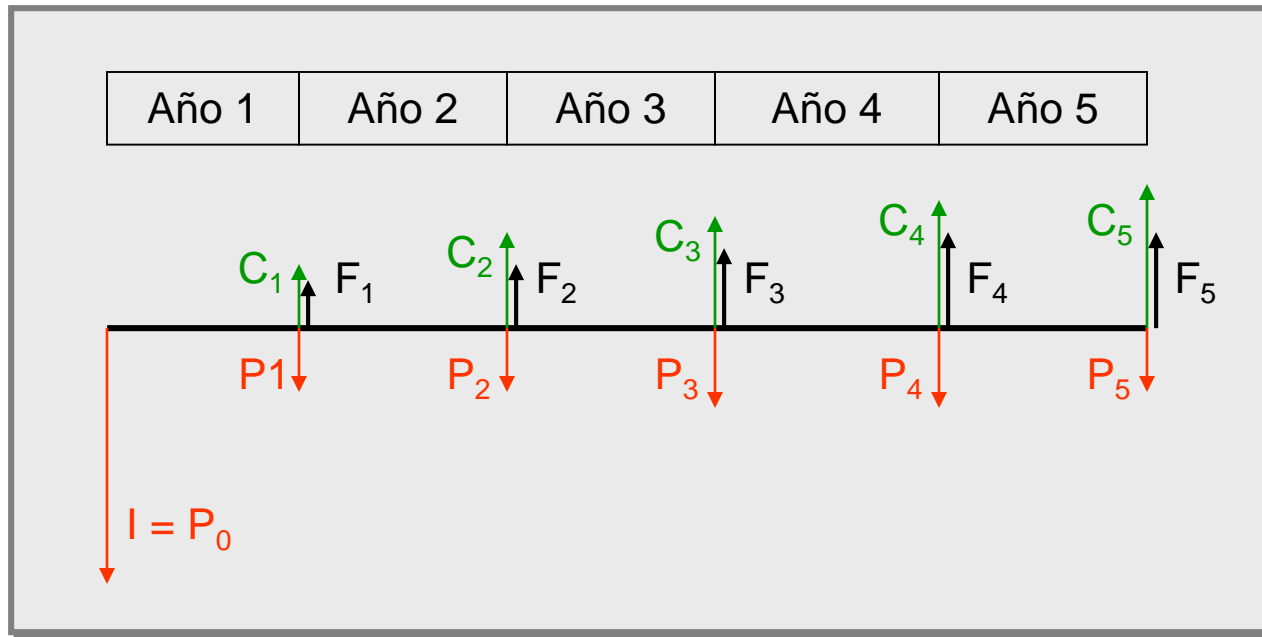 Año 1 Año 2 Año 3 Año 4 Año 5
C₁ F₁ C₂ F₂ C₃ F₃ C₄ F₄ C₅ F₅
P1 P₂ P₃ P₄ P₅
I = P₀